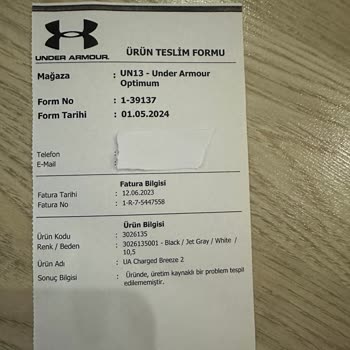 UNDER ARMOUR.
ÜRÜN TESLİM FORMU
Mağaza : UN13 - Under Armour
Optimum
Form No : 1-39137
Form Tarihi : 01.05.2024
Telefon
E-Mail
Fatura Bilgisi
Fatura Tarihi : 12.06.2023
Fatura No : 1-R-7-5447558
Ürün Bilgisi
Ürün Kodu : 3026135
Renk / Beden : 3026135001 - Black / Jet Gray / White /
10,5
Ürün Adı : UA Charged Breeze 2
Sonuç Bilgisi : Üründe, üretim kaynaklı bir problem tespit
edilememiştir.